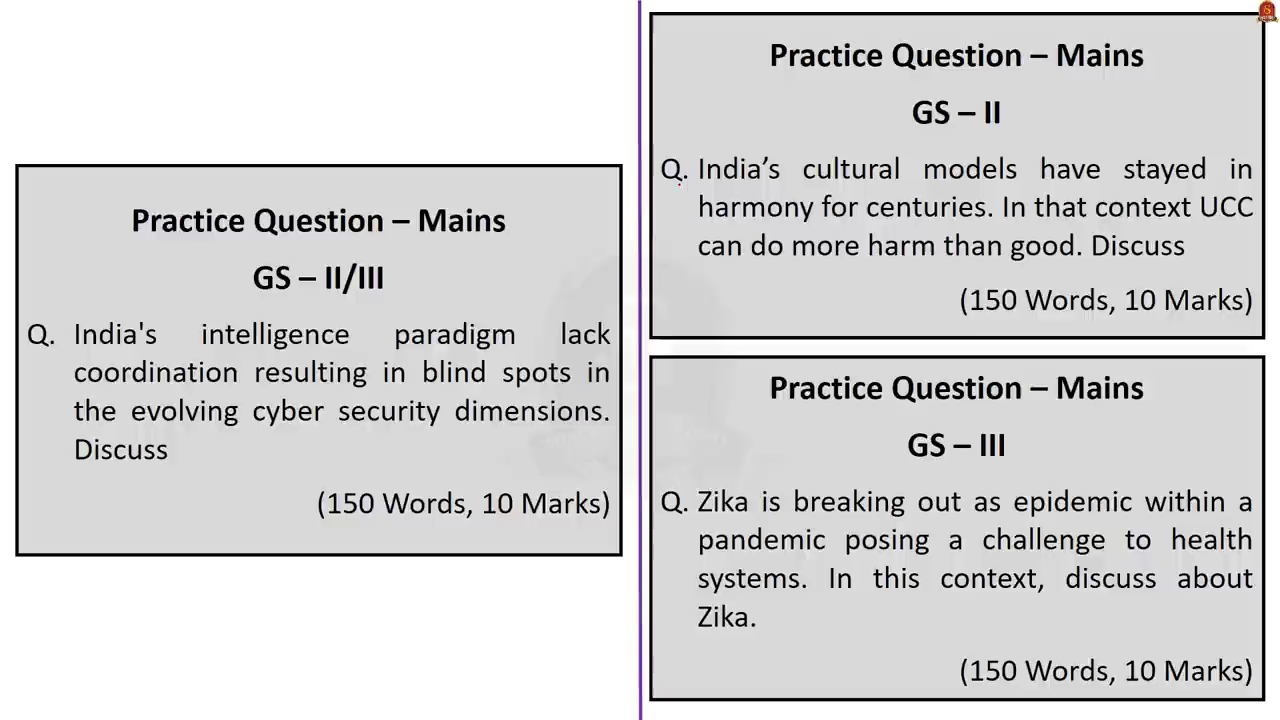 Practice Question – Mains
GS – II/III
Q. India's intelligence paradigm lack
coordination resulting in blind spots in
the evolving cyber security dimensions.
Discuss
(150 Words, 10 Marks)
Practice Question – Mains
GS – II
Q. India’s cultural models have stayed in
harmony for centuries. In that context UCC
can do more harm than good. Discuss
(150 Words, 10 Marks)
Practice Question – Mains
GS – III
Q. Zika is breaking out as epidemic within a
pandemic posing a challenge to health
systems. In this context, discuss about
Zika.
(150 Words, 10 Marks)